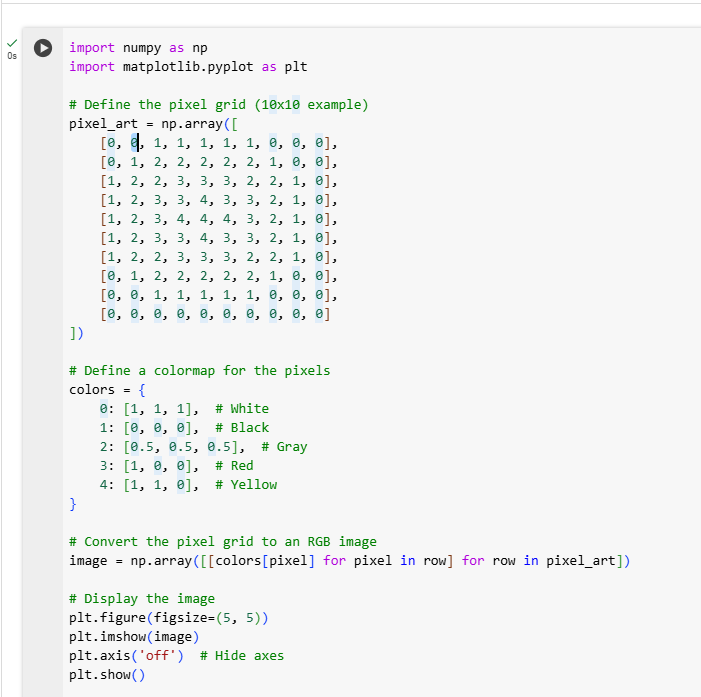 0s
import numpy as np
import matplotlib.pyplot as plt
# Define the pixel grid (10x10 example)
pixel_art = np.array([
    [0, 0, 1, 1, 1, 1, 1, 0, 0, 0],
    [0, 1, 2, 2, 2, 2, 2, 1, 0, 0],
    [1, 2, 2, 3, 3, 3, 2, 2, 1, 0],
    [1, 2, 3, 3, 4, 3, 3, 2, 1, 0],
    [1, 2, 3, 4, 4, 4, 3, 2, 1, 0],
    [1, 2, 3, 3, 4, 3, 3, 2, 1, 0],
    [1, 2, 2, 3, 3, 3, 2, 2, 1, 0],
    [0, 1, 2, 2, 2, 2, 2, 1, 0, 0],
    [0, 0, 1, 1, 1, 1, 1, 0, 0, 0],
    [0, 0, 0, 0, 0, 0, 0, 0, 0, 0]
])
# Define a colormap for the pixels
colors = {
    0: [1, 1, 1],  # White
    1: [0, 0, 0],  # Black
    2: [0.5, 0.5, 0.5],  # Gray
    3: [1, 0, 0],  # Red
    4: [1, 1, 0],  # Yellow
}
# Convert the pixel grid to an RGB image
image = np.array([[colors[pixel] for pixel in row] for row in pixel_art])
# Display the image
plt.figure(figsize=(5, 5))
plt.imshow(image)
plt.axis('off')  # Hide axes
plt.show()